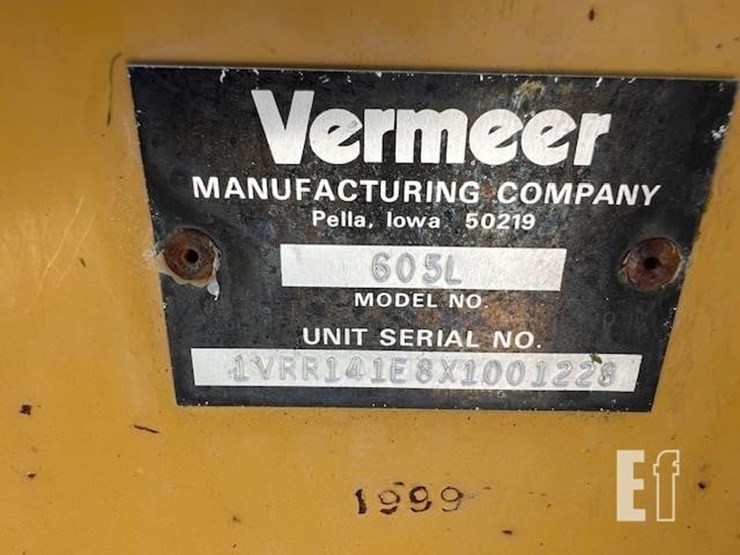 Vermeer
MANUFACTURING COMPANY
Pella, Iowa 50219
605L
MODEL NO.
UNIT SERIAL NO.
1VRR141E8X1001228
1999
Ef